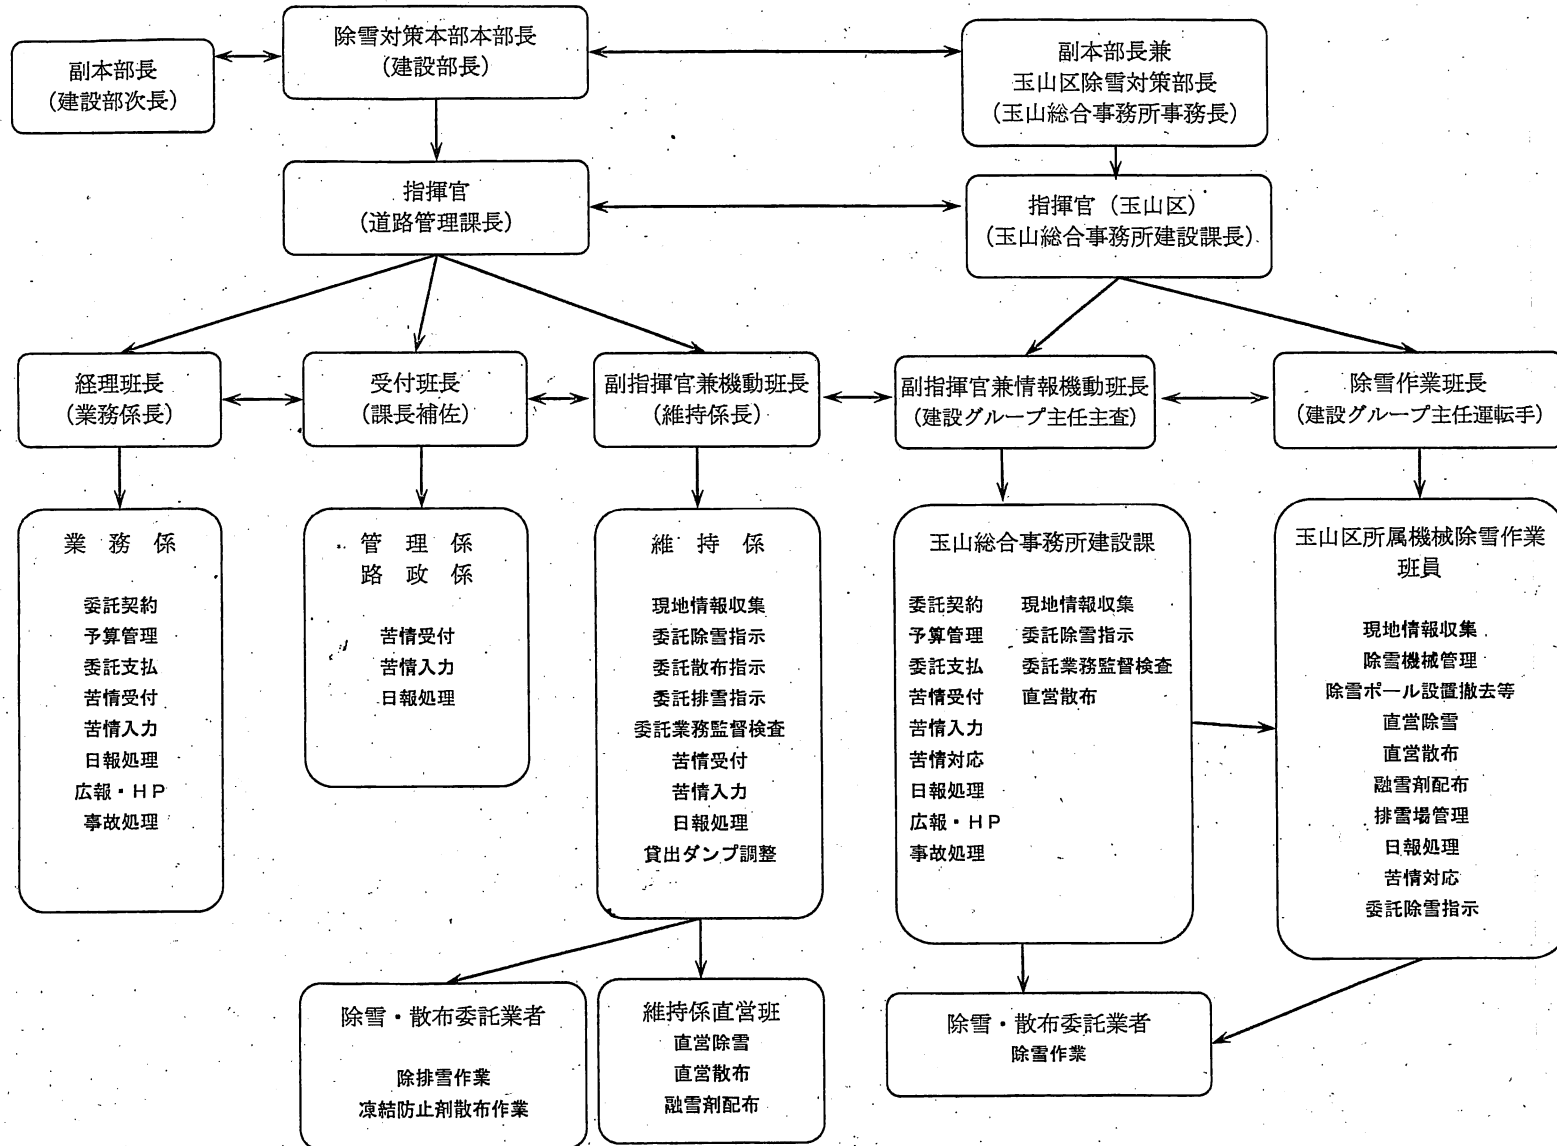 除雪対策本部本部長
(建設部長)
副本部長
(建設部次長)
副本部長兼
玉山区除雪対策部長
(玉山総合事務所事務長)
指揮官
(道路管理課長)
指揮官(玉山区)
(玉山総合事務所建設課長)
経理班長
(業務係長)
受付班長
(課長補佐)
副指揮官兼機動班長
(維持係長)
副指揮官兼情報機動班長
(建設グループ主任主査)
除雪作業班長
(建設グループ主任運転手)
業 務 係
委託契約
予算管理
委託支払
苦情受付
苦情入力
日報処理
広報・HP
事故処理
管 理 係
路 政 係
苦情受付
苦情入力
日報処理
維 持 係
現地情報収集
委託除雪指示
委託散布指示
委託排雪指示
委託業務監督検査
苦情受付
苦情入力
日報処理
貸出ダンプ調整
玉山総合事務所建設課
委託契約 現地情報収集
予算管理 委託除雪指示
委託支払 委託業務監督検査
苦情受付 直営散布
苦情入力
苦情対応
日報処理
広報・HP
事故処理
玉山区所属機械除雪作業
班員
現地情報収集
除雪機械管理
除雪ポール設置撤去等
直営除雪
直営散布
融雪剤配布
排雪場管理
日報処理
苦情対応
委託除雪指示
除雪・散布委託業者
除排雪作業
凍結防止剤散布作業
維持係直営班
直営除雪
直営散布
融雪剤配布
除雪・散布委託業者
除雪作業